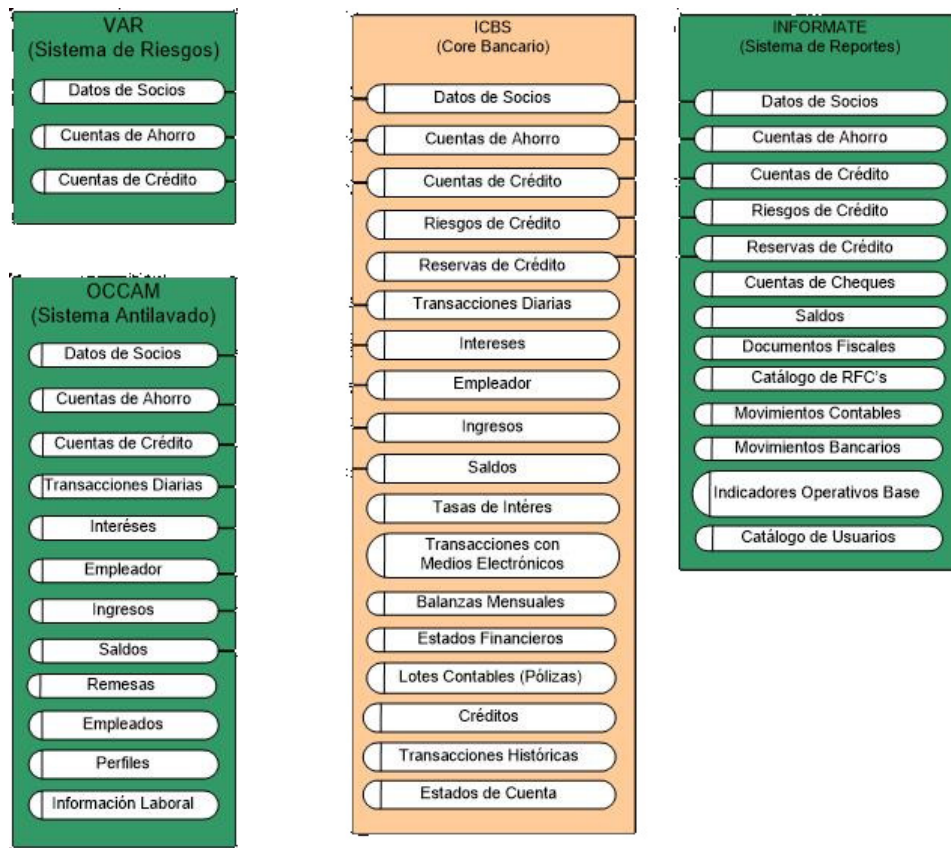 VAR
(Sistema de Riesgos)
Datos de Socios
Cuentas de Ahorro
Cuentas de Crédito
OCCAM
(Sistema Antilavado)
Datos de Socios
Cuentas de Ahorro
Cuentas de Crédito
Transacciones Diarias
Interéses
Empleador
Ingresos
Saldos
Remesas
Empleados
Perfiles
Información Laboral
ICBS
(Core Bancario)
Datos de Socios
Cuentas de Ahorro
Cuentas de Crédito
Riesgos de Crédito
Reservas de Crédito
Transacciones Diarias
Intereses
Empleador
Ingresos
Saldos
Tasas de Intéres
Transacciones con
Medios Electrónicos
Balanzas Mensuales
Estados Financieros
Lotes Contables (Pólizas)
Créditos
Transacciones Históricas
Estados de Cuenta
INFORMATE
(Sistema de Reportes)
Datos de Socios
Cuentas de Ahorro
Cuentas de Crédito
Riesgos de Crédito
Reservas de Crédito
Cuentas de Cheques
Saldos
Documentos Fiscales
Catálogo de RFC's
Movimientos Contables
Movimientos Bancarios
Indicadores Operativos Base
Catálogo de Usuarios